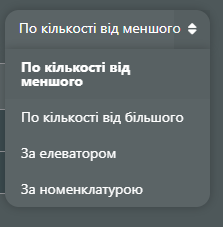 По кількості від меншого
По кількості від
меншого
По кількості від більшого
За елеватором
За номенклатурою